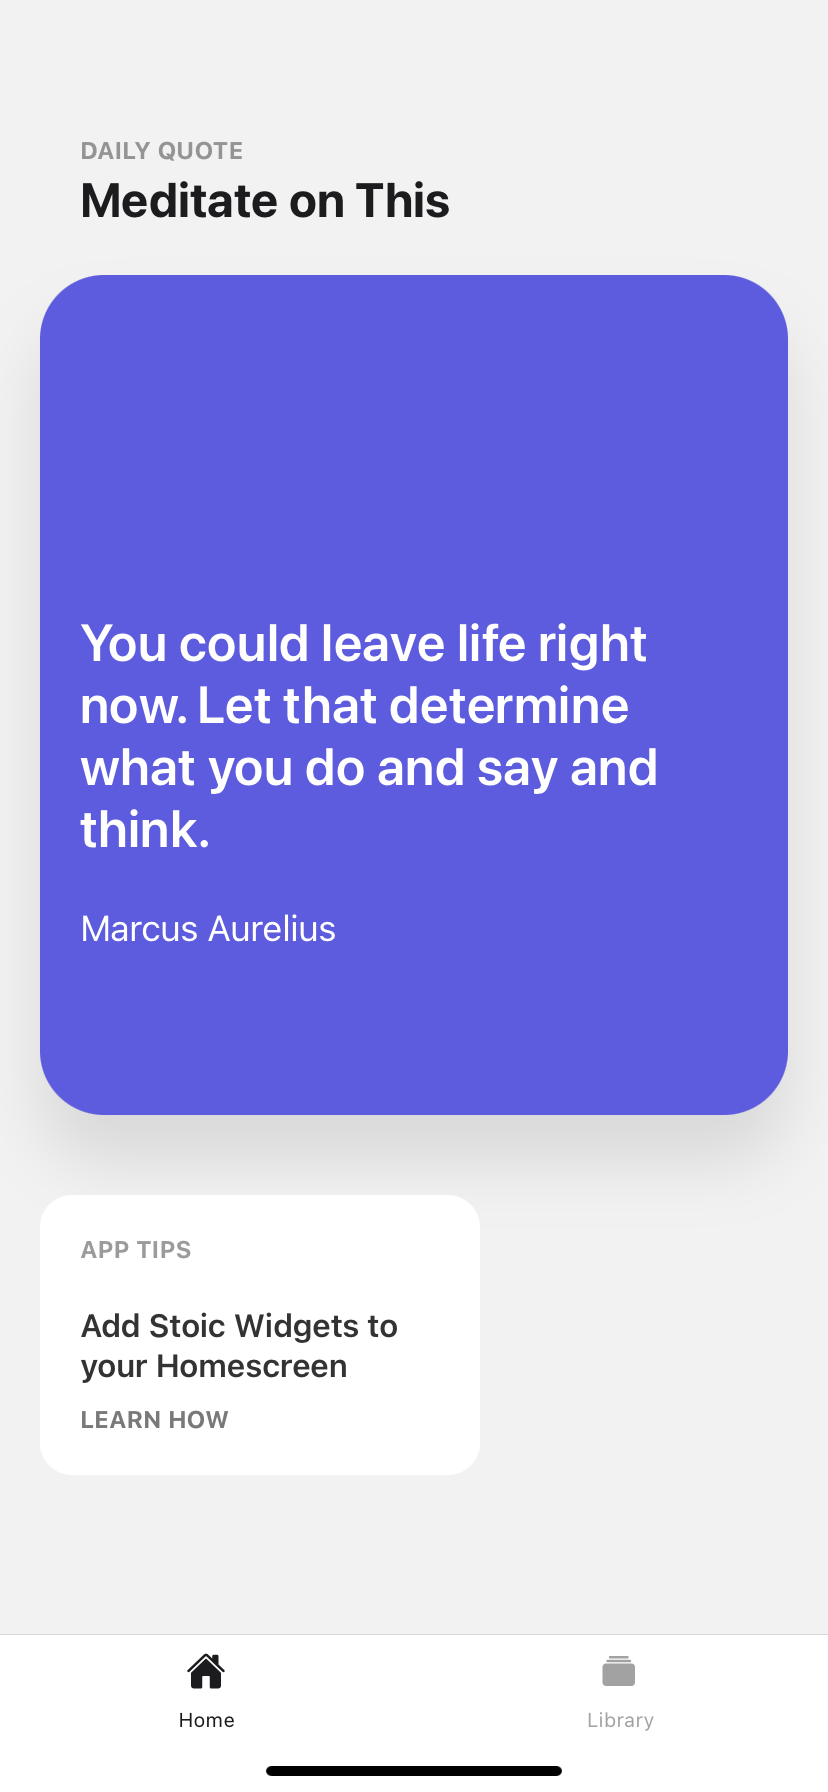 DAILY QUOTE
Meditate on This
You could leave life right
now. Let that determine
what you do and say and
think.
Marcus Aurelius
APP TIPS
Add Stoic Widgets to
your Homescreen
LEARN HOW
Home
Library